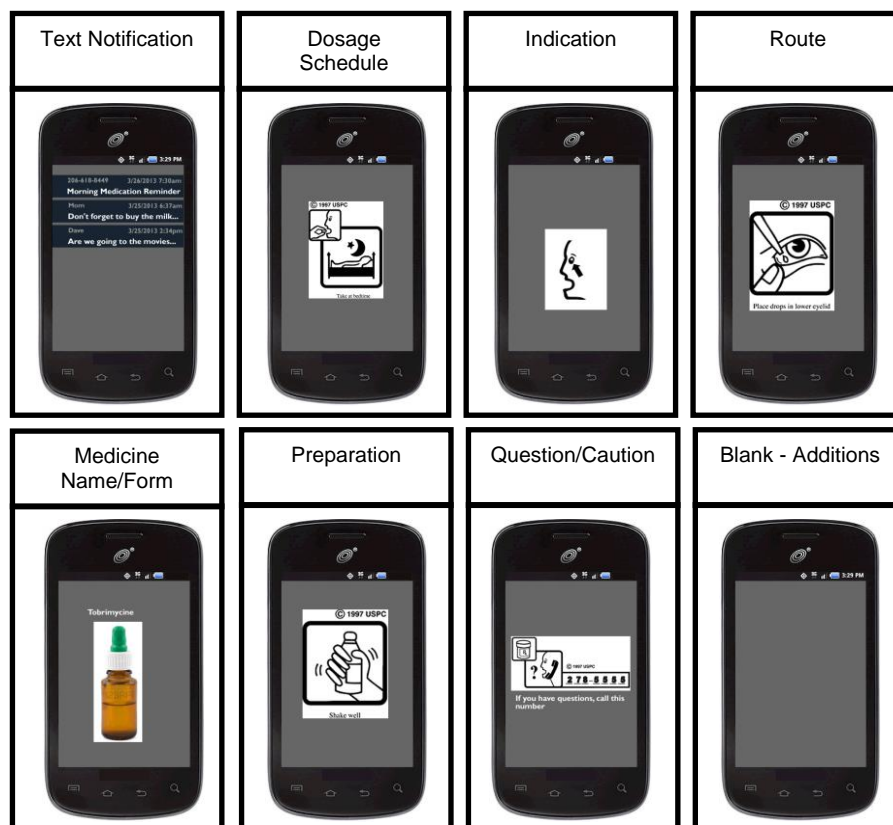 Text Notification
Dosage
Schedule
Indication
Route
3:29 PM
206-618-8449 3/26/2013 7:30am
Morning Medication Reminder
Mom 3/25/2013 6:37am
Don't forget to buy the milk...
Dave 3/25/2013 2:34pm
Are we going to the movies...
© 1997 USPC
Take at bedtime
© 1997 USPC
Place drops in lower eyelid
Medicine
Name/Form
Preparation
Question/Caution
Blank - Additions
Tobrimycine
© 1997 USPC
Shake well
?
© 1997 USPC
278-5555
If you have questions, call this
number
3:29 PM